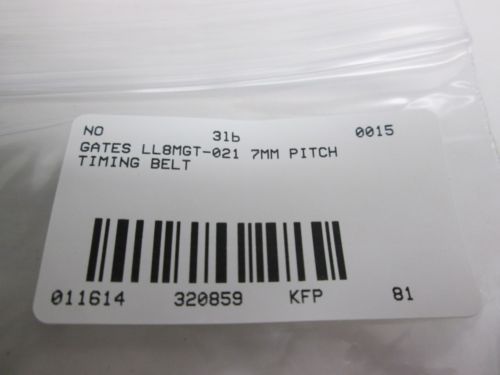 NO 31b 0015
GATES LL8MGT-021 7MM PITCH
TIMING BELT
011614 320859 KFP 81